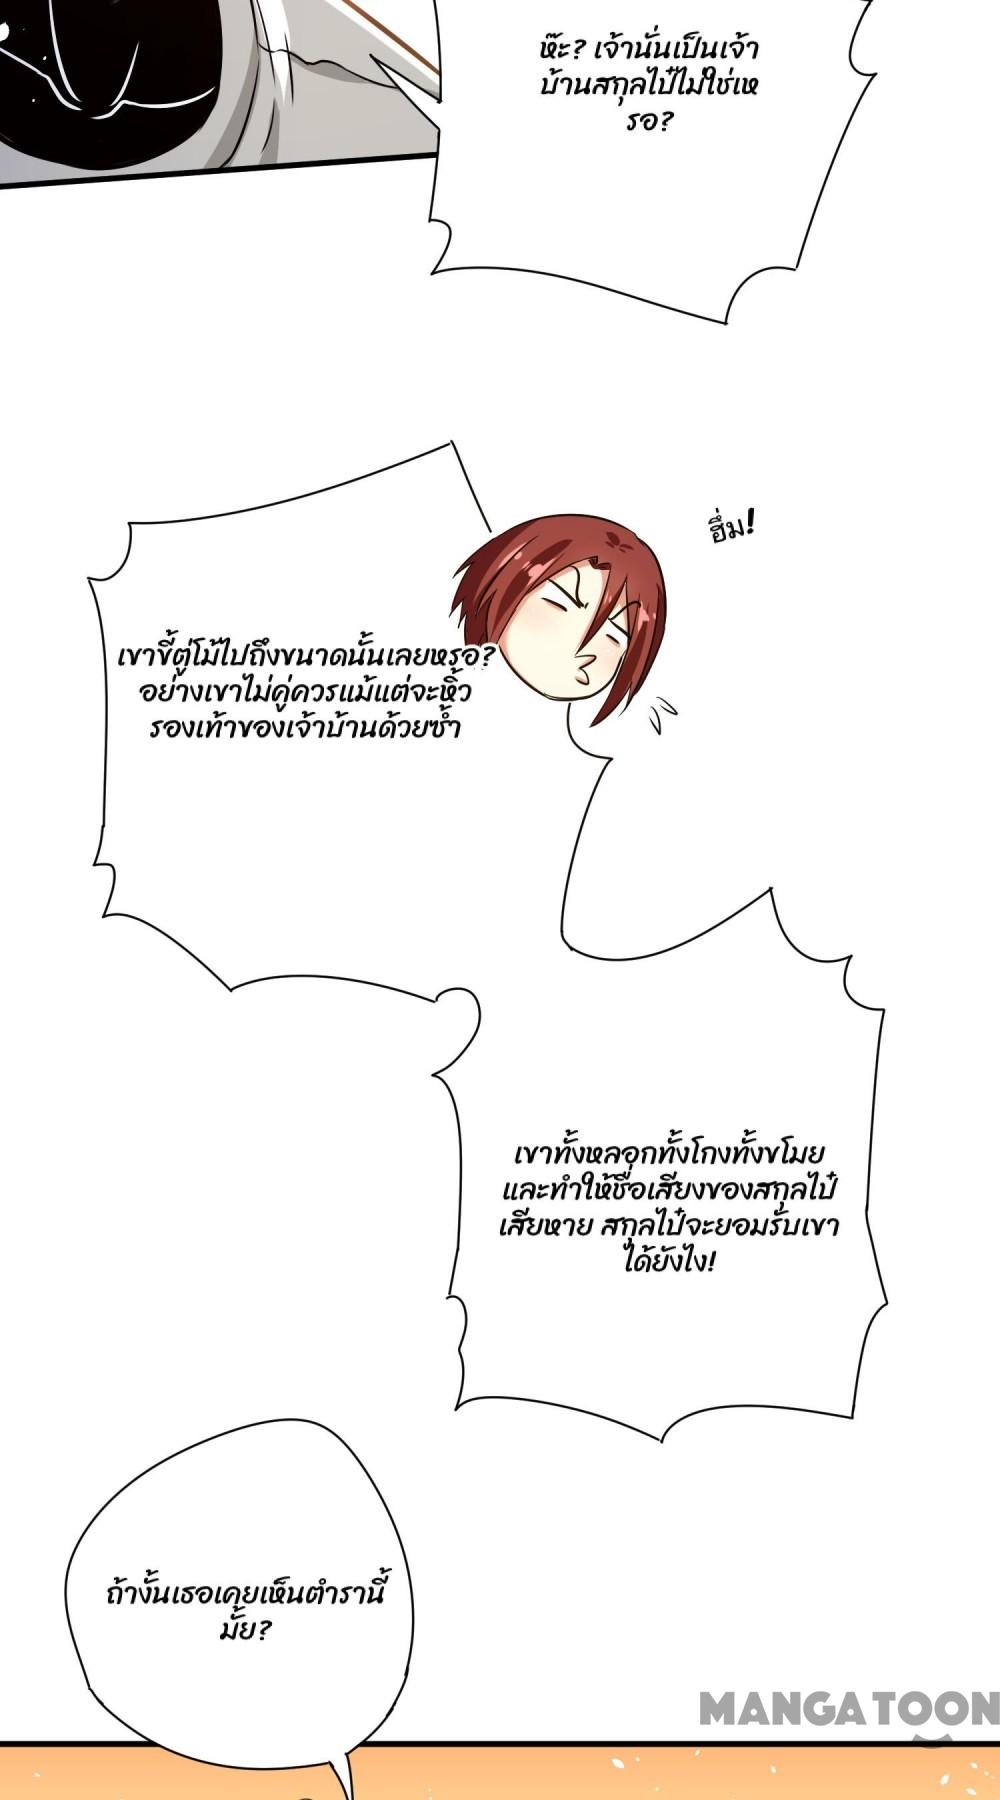 ห๊ะ? เจ้านั่นเป็นเจ้า
บ้านสกุลไป๋ไม่ใช่เห
รอ?
ฮึ่ม!
เขาขี้ตู่โม้ไปถึงขนาดนั้นเลยหรอ?
อย่างเขาไม่คู่ควรแม้แต่จะหิ้ว
รองเท้าของเจ้าบ้านด้วยซ้ำ
เขาทั้งหลอกทั้งโกงทั้งขโมย
และทำให้ชื่อเสียงของสกุลไป๋
เสียหาย สกุลไป๋จะยอมรับเขา
ได้ยังไง!
ถ้างั้นเธอเคยเห็นตำรานี้
มั้ย?
MANGATOON